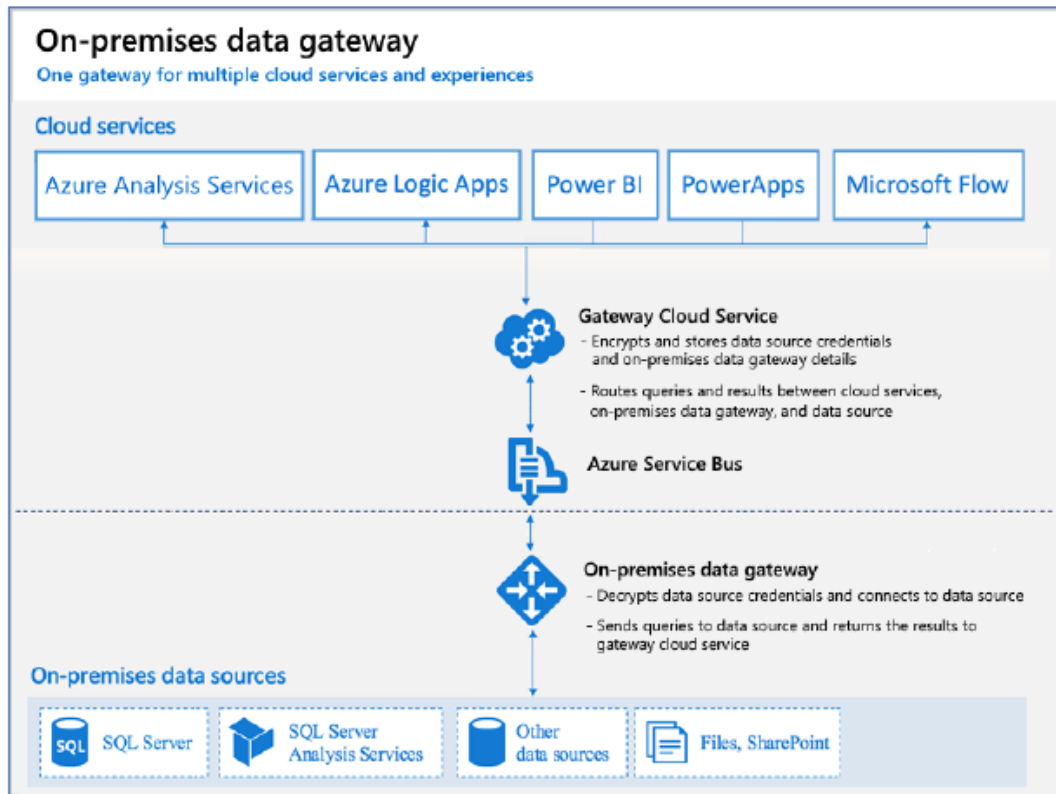 On-premises data gateway
One gateway for multiple cloud services and experiences
Cloud services
Azure Analysis Services
Azure Logic Apps
Power BI
PowerApps
Microsoft Flow
Gateway Cloud Service
- Encrypts and stores data source credentials
and on-premises data gateway details
- Routes queries and results between cloud services,
on-premises data gateway, and data source
Azure Service Bus
On-premises data gateway
- Decrypts data source credentials and connects to data source
- Sends queries to data source and returns the results to
gateway cloud service
On-premises data sources
SQL
SQL Server
SQL Server
Analysis Services
Other
data sources
Files, SharePoint